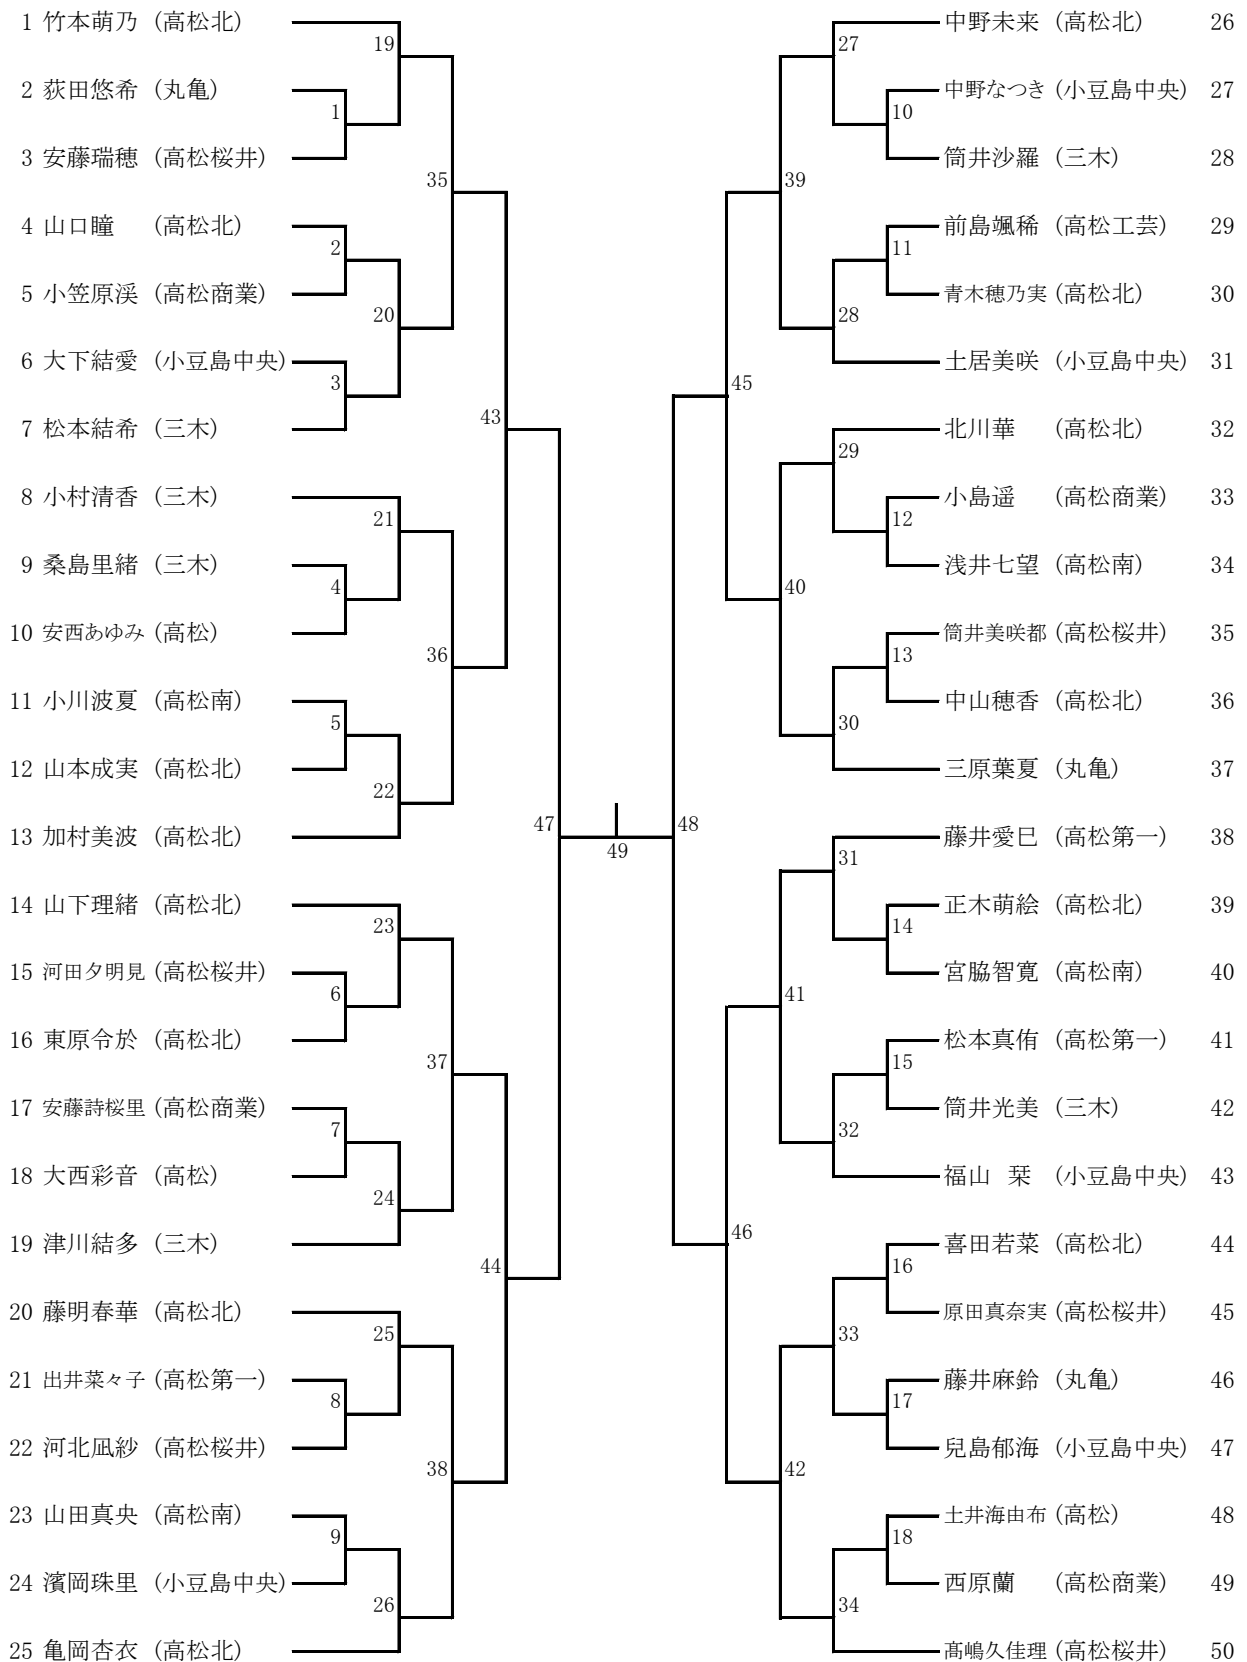 1 竹本萌乃 (高松北)
2 荻田悠希 (丸亀)
3 安藤瑞穂 (高松桜井)
4 山口瞳 (高松北)
5 小笠原渓 (高松商業)
6 大下結愛 (小豆島中央)
7 松本結希 (三木)
8 小村清香 (三木)
9 桑島里緒 (三木)
10 安西あゆみ (高松)
11 小川波夏 (高松南)
12 山本成実 (高松北)
13 加村美波 (高松北)
14 山下理緒 (高松北)
15 河田夕明見 (高松桜井)
16 東原令於 (高松北)
17 安藤詩桜里 (高松商業)
18 大西彩音 (高松)
19 津川結多 (三木)
20 藤明春華 (高松北)
21 出井菜々子 (高松第一)
22 河北凪紗 (高松桜井)
23 山田真央 (高松南)
24 濱岡珠里 (小豆島中央)
25 亀岡杏衣 (高松北)
19
1
35
2
20
3
43
21
4
36
5
22
47
23
6
37
7
24
44
25
8
38
9
26
49
48
27
10
39
11
28
45
29
12
40
13
30
31
14
41
15
32
46
16
33
17
42
18
34
中野未来 (高松北) 26
中野なつき (小豆島中央) 27
筒井沙羅 (三木) 28
前島颯稀 (高松工芸) 29
青木穂乃実 (高松北) 30
土居美咲 (小豆島中央) 31
北川華 (高松北) 32
小島遥 (高松商業) 33
浅井七望 (高松南) 34
筒井美咲都 (高松桜井) 35
中山穂香 (高松北) 36
三原葉夏 (丸亀) 37
藤井愛巳 (高松第一) 38
正木萌絵 (高松北) 39
宮脇智寛 (高松南) 40
松本真侑 (高松第一) 41
筒井光美 (三木) 42
福山 栞 (小豆島中央) 43
喜田若菜 (高松北) 44
原田真奈実 (高松桜井) 45
藤井麻鈴 (丸亀) 46
兒島郁海 (小豆島中央) 47
土井海由布 (高松) 48
西原蘭 (高松商業) 49
髙嶋久佳理 (高松桜井) 50